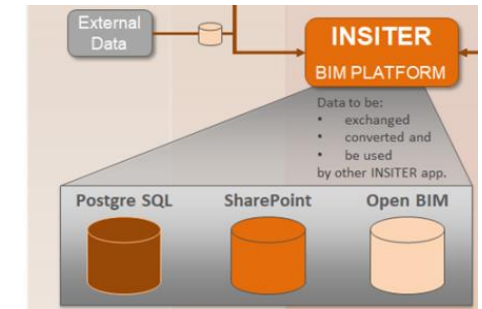 External
Data
INSITER
BIM PLATFORM
Data to be:
• exchanged
• converted and
• be used
by other INSITER app.
Postgre SQL SharePoint Open BIM